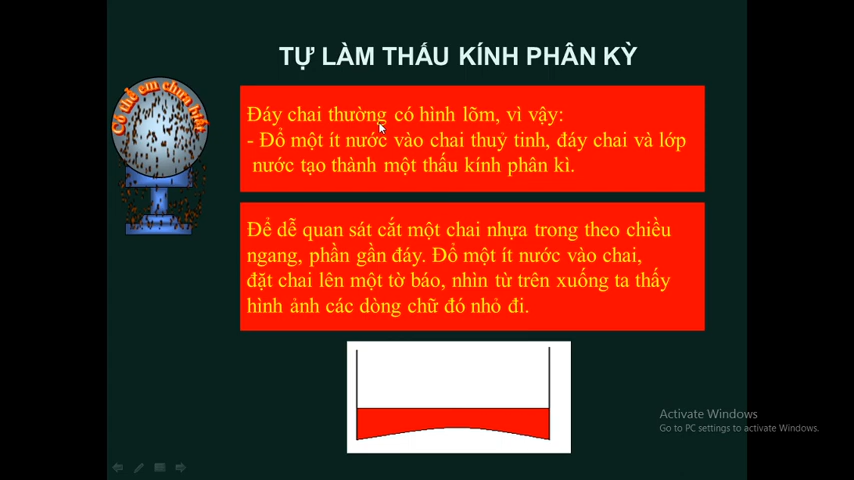 TỰ LÀM THẤU KÍNH PHÂN KỲ
Có thể em chưa biết
Đáy chai thường có hình lõm, vì vậy:
- Đổ một ít nước vào chai thuỷ tinh, đáy chai và lớp
nước tạo thành một thấu kính phân kì.
Để dễ quan sát cắt một chai nhựa trong theo chiều
ngang, phần gần đáy. Đổ một ít nước vào chai,
đặt chai lên một tờ báo, nhìn từ trên xuống ta thấy
hình ảnh các dòng chữ đó nhỏ đi.
Activate Windows
Go to PC settings to activate Windows.